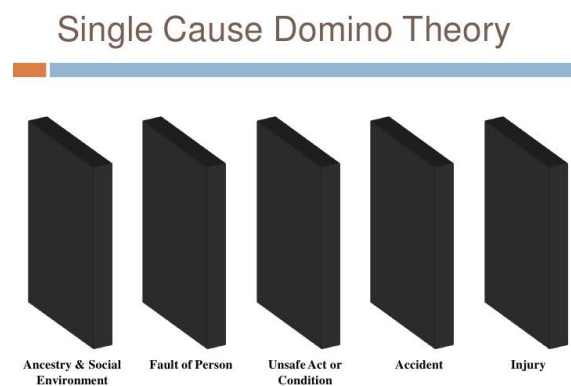 Single Cause Domino Theory
Ancestry & Social
Environment
Fault of Person
Unsafe Act or
Condition
Accident
Injury